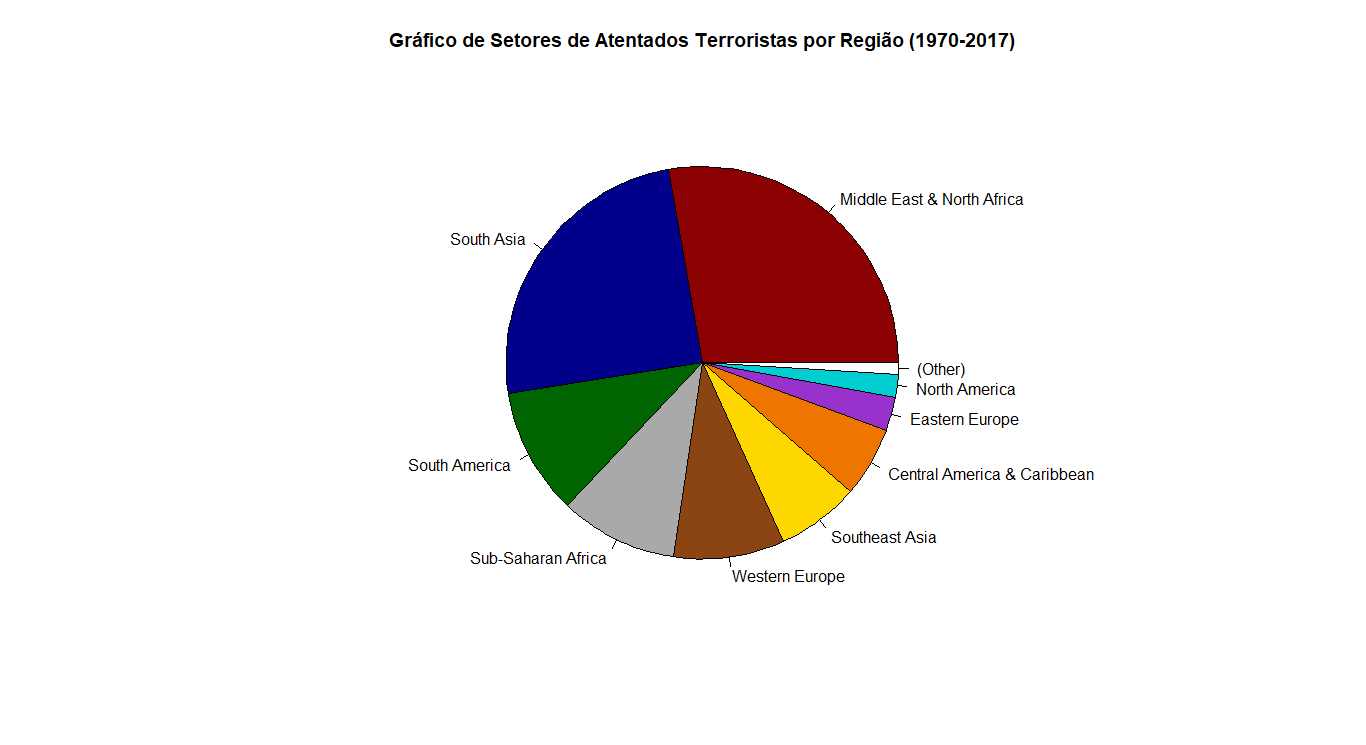 Gráfico de Setores de Atentados Terroristas por Região (1970-2017)
Middle East & North Africa
South Asia
(Other)
North America
Eastern Europe
South America
Central America & Caribbean
Southeast Asia
Sub-Saharan Africa
Western Europe